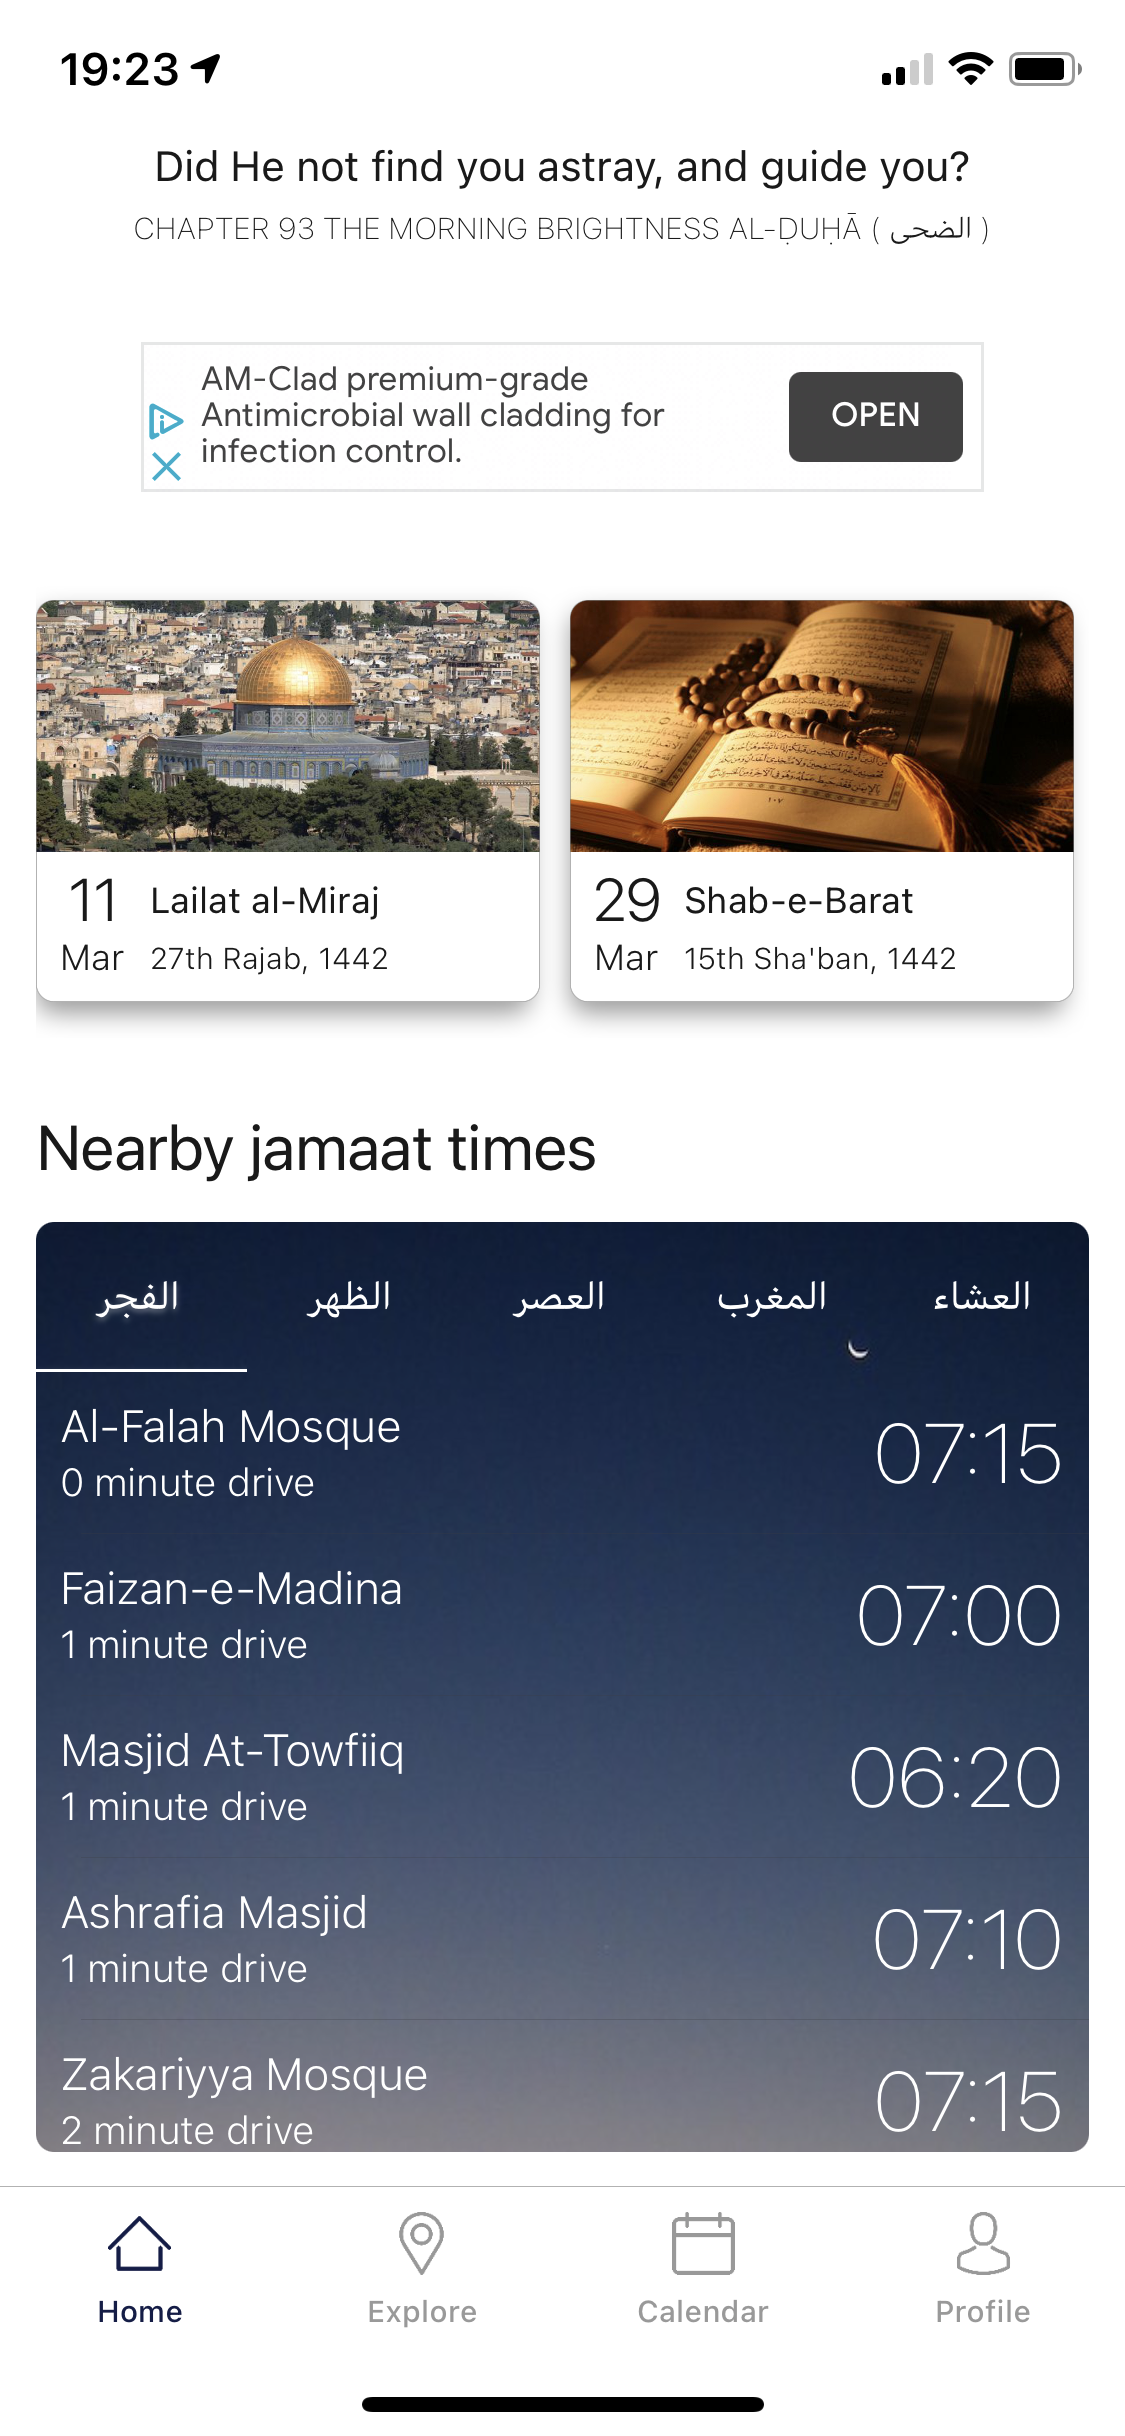 19:23
Did He not find you astray, and guide you?
CHAPTER 93 THE MORNING BRIGHTNESS AL-ḌUḤĀ ( الضحى )
AM-Clad premium-grade
Antimicrobial wall cladding for
infection control.
OPEN
11 Lailat al-Miraj
Mar 27th Rajab, 1442
29 Shab-e-Barat
Mar 15th Sha'ban, 1442
Nearby jamaat times
الفجر الظهر العصر المغرب العشاء
Al-Falah Mosque
0 minute drive
07:15
Faizan-e-Madina
1 minute drive
07:00
Masjid At-Towfiiq
1 minute drive
06:20
Ashrafia Masjid
1 minute drive
07:10
Zakariyya Mosque
2 minute drive
07:15
Home Explore Calendar Profile